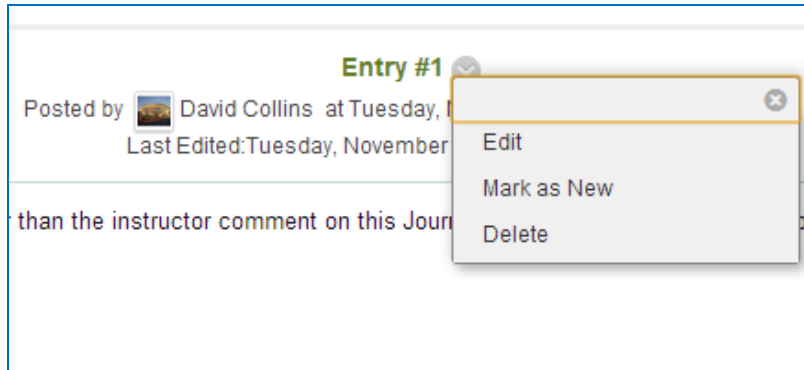 Entry #1
Posted by David Collins at Tuesday,
Last Edited:Tuesday, November
Edit
Mark as New
than the instructor comment on this
Delete